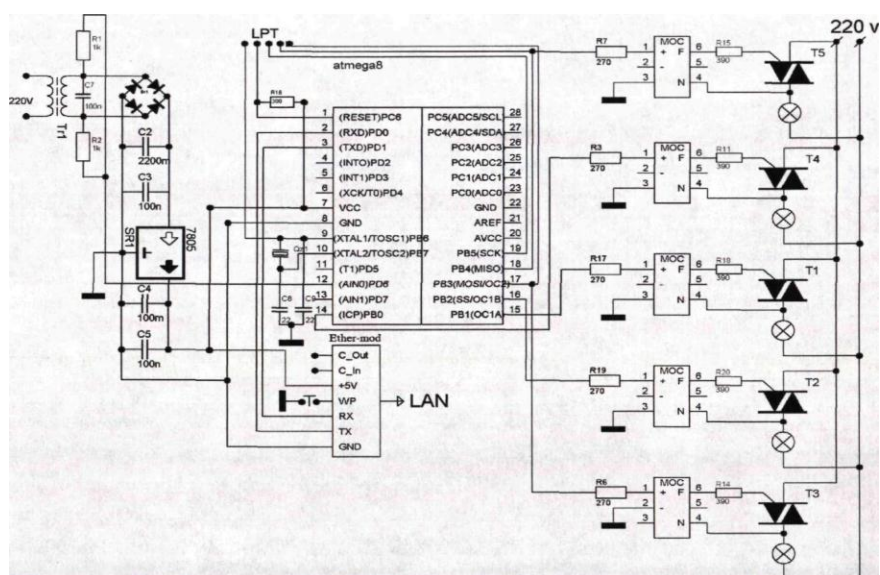 LPT
220 v
atmega8
R1
1k
220V
C7
100n
Tr1
R2
1k
C2
2200m
C3
100n
SR1
7805
C4
100m
C5
100n
R18
1 (RESET)PC6
2 (RXD)PD0
3 (TXD)PD1
4 (INTO)PD2
5 (INT1)PD3
6 (XCK/T0)PD4
7 VCC
8 GND
9 (XTAL1/TOSC1)PB6
10 (XTAL2/TOSC2)PB7
11 (T1)PD5
12 (AIN0)PD6
13 (AIN1)PD7
14 (ICP)PB0
PC5(ADC5/SCL) 28
PC4(ADC4/SDA) 27
PC3(ADC3) 26
PC2(ADC2) 25
PC1(ADC1) 24
PC0(ADC0) 23
GND 22
AREF 21
AVCC 20
PB5(SCK) 19
PB4(MISO) 18
PB3(MOSI/OC2) 17
PB2(SS/OC1B) 16
PB1(OC1A) 15
C8
22
C9
22
Ether-mod
C_Out
C_In
+5V
WP
RX
TX
GND
LAN
R7
270
MOC
1 + F 6
2 - 5
3 N 4
R15
390
T5
R3
270
MOC
1 + F 6
2 - 5
3 N 4
R11
390
T4
R17
270
MOC
1 + F 6
2 - 5
3 N 4
R10
390
T1
R19
270
MOC
1 + F 6
2 - 5
3 N 4
R20
390
T2
R6
270
MOC
1 + F 6
2 - 5
3 N 4
R14
390
T3